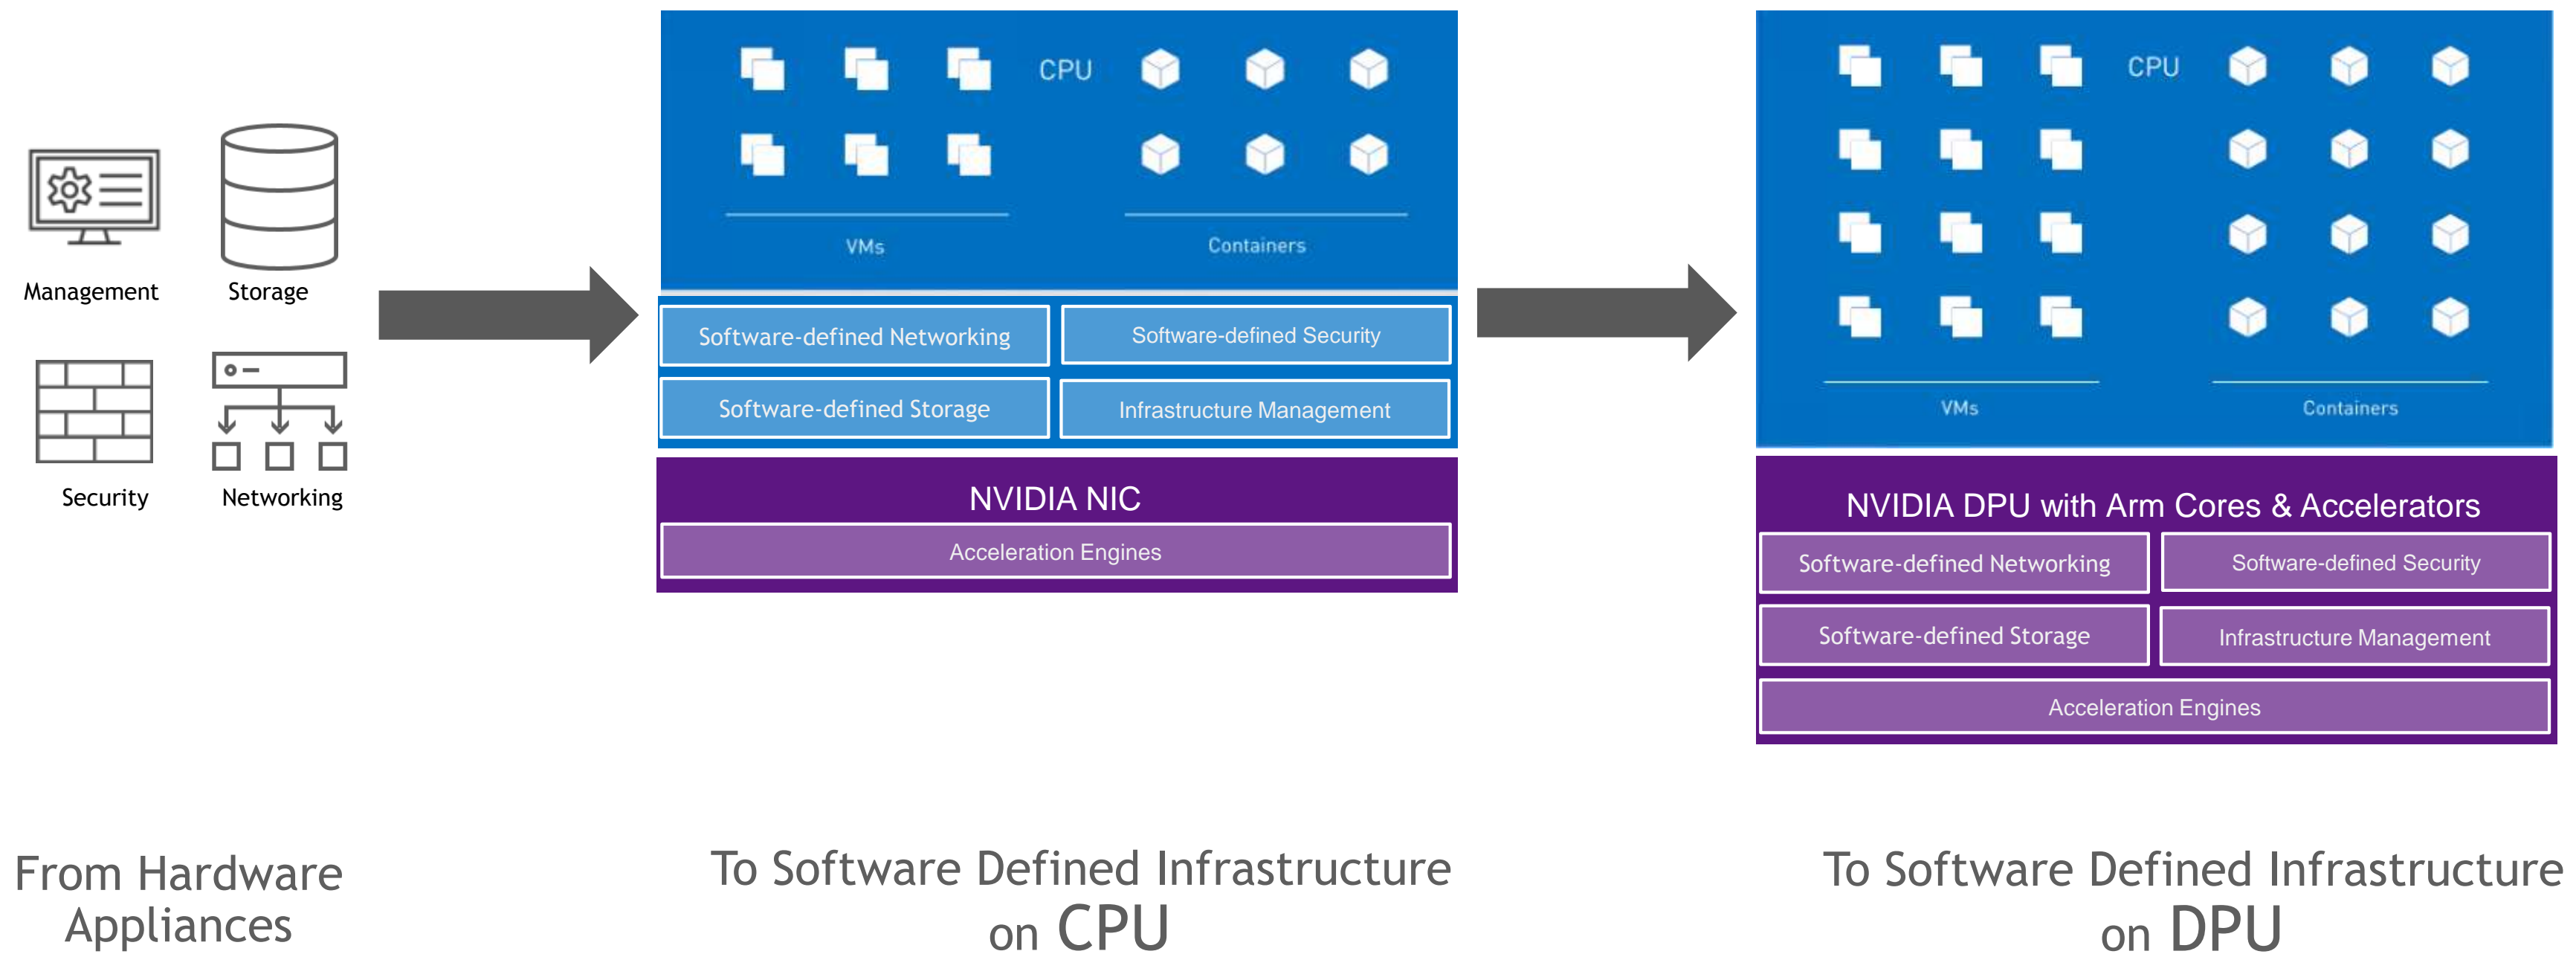 Management
Storage
Security
Networking
From Hardware
Appliances
CPU
VMs
Containers
Software-defined Networking
Software-defined Security
Software-defined Storage
Infrastructure Management
NVIDIA NIC
Acceleration Engines
To Software Defined Infrastructure
on CPU
CPU
VMs
Containers
NVIDIA DPU with Arm Cores & Accelerators
Software-defined Networking
Software-defined Security
Software-defined Storage
Infrastructure Management
Acceleration Engines
To Software Defined Infrastructure
on DPU